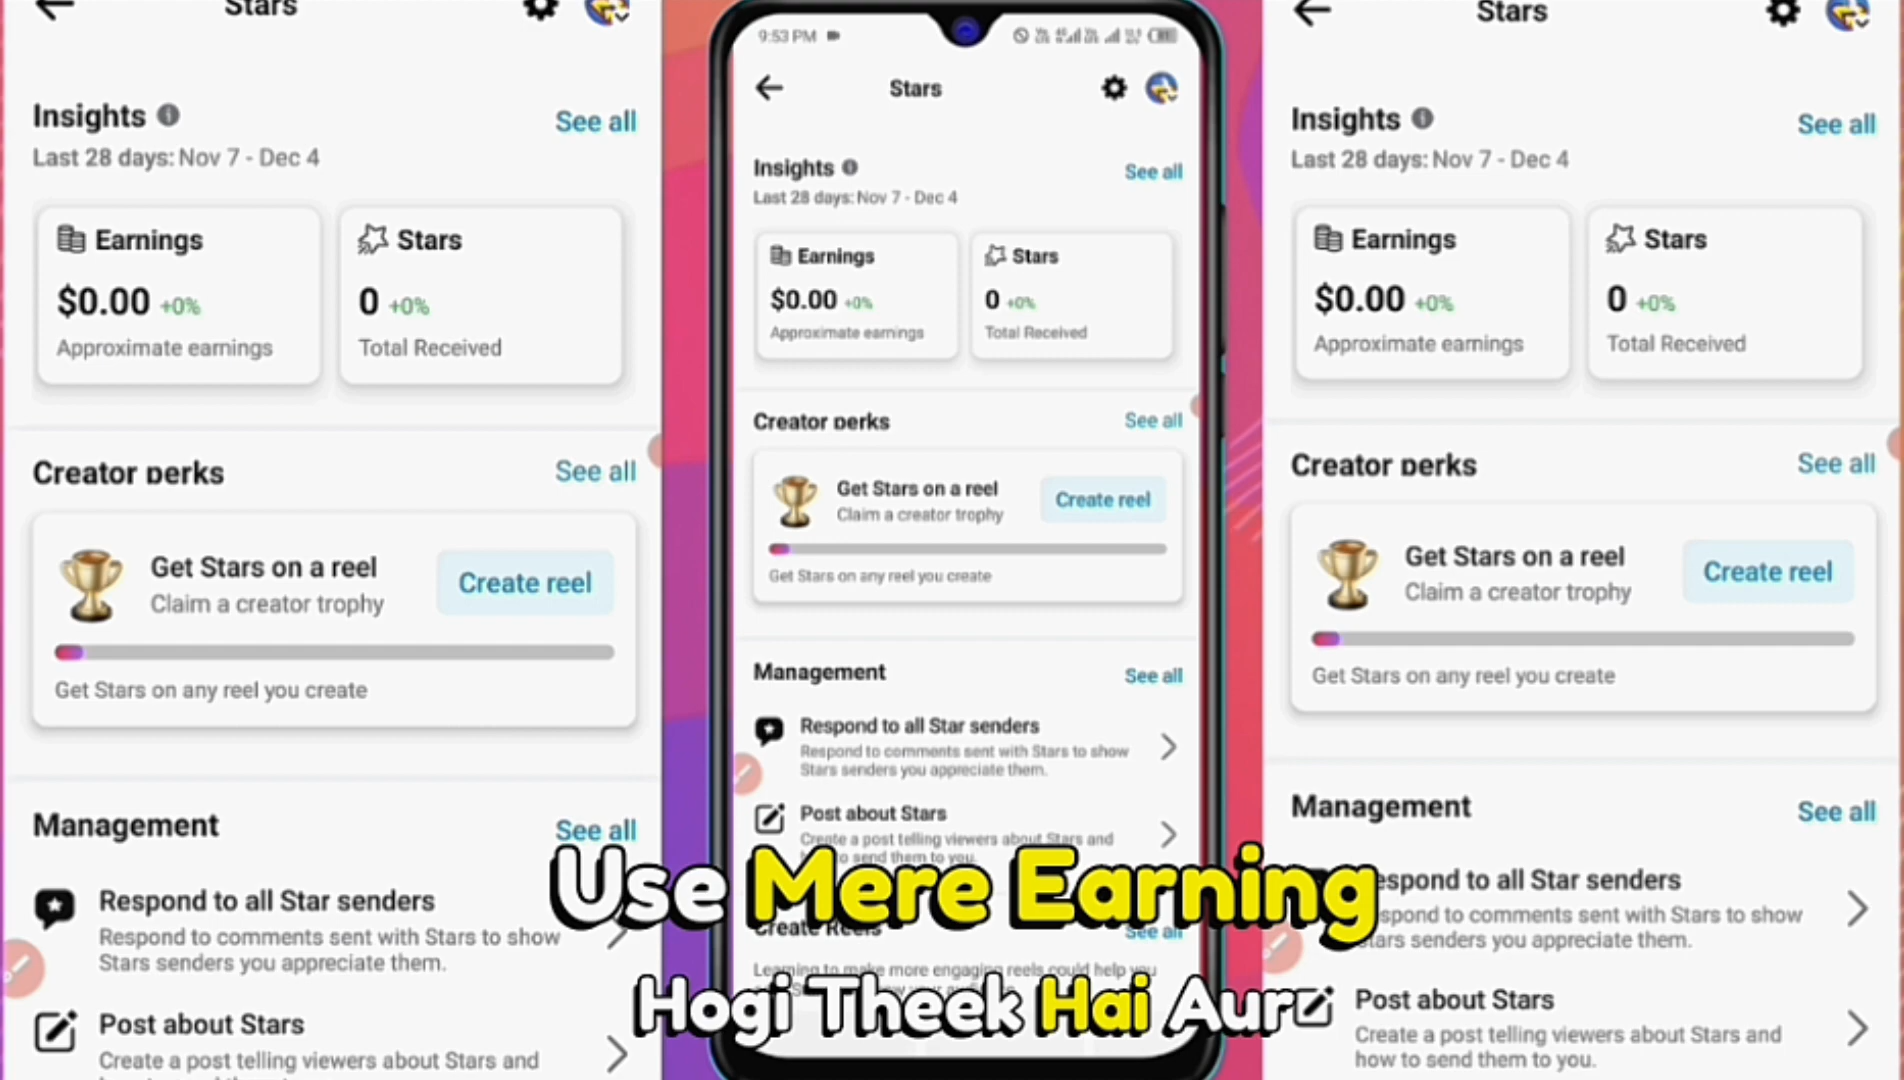 Stars
Insights
See all
Last 28 days: Nov 7 - Dec 4
Earnings
$0.00 +0%
Approximate earnings
Stars
0 +0%
Total Received
Creator perks
See all
Get Stars on a reel
Claim a creator trophy
Create reel
Get Stars on any reel you create
Management
See all
Respond to all Star senders
Respond to comments sent with Stars to show
Stars senders you appreciate them.
Post about Stars
Create a post telling viewers about Stars and
9:53 PM
Stars
Insights
See all
Last 28 days: Nov 7 - Dec 4
Earnings
$0.00 +0%
Approximate earnings
Stars
0 +0%
Total Received
Creator perks
See all
Get Stars on a reel
Claim a creator trophy
Create reel
Get Stars on any reel you create
Management
See all
Respond to all Star senders
Respond to comments sent with Stars to show
Stars senders you appreciate them.
Post about Stars
Create a post telling viewers about Stars and
how to send them to you.
Create Reels
See all
Learning to make more engaging reels could help you
Use Mere Earning
Hogi Theek Hai Aur
Stars
Insights
See all
Last 28 days: Nov 7 - Dec 4
Earnings
$0.00 +0%
Approximate earnings
Stars
0 +0%
Total Received
Creator perks
See all
Get Stars on a reel
Claim a creator trophy
Create reel
Get Stars on any reel you create
Management
See all
espond to all Star senders
spond to comments sent with Stars to show
tars senders you appreciate them.
Post about Stars
Create a post telling viewers about Stars and
how to send them to you.